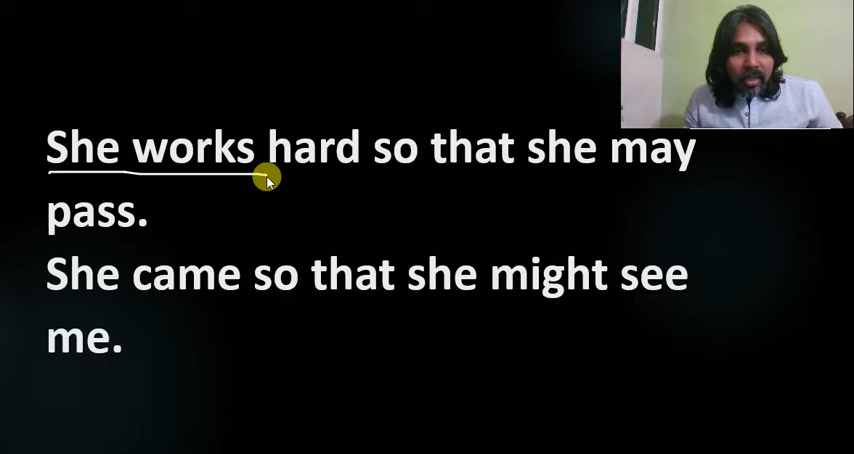 She works hard so that she may
pass.
She came so that she might see
me.